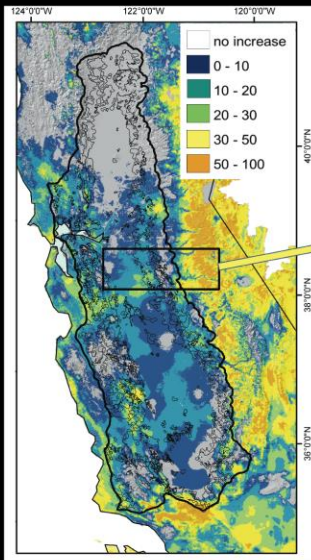 124°0'0"W
122°0'0"W
120°0'0"W
no increase
0 - 10
10 - 20
20 - 30
30 - 50
50 - 100
40°0'0"N
38°0'0"N
36°0'0"N